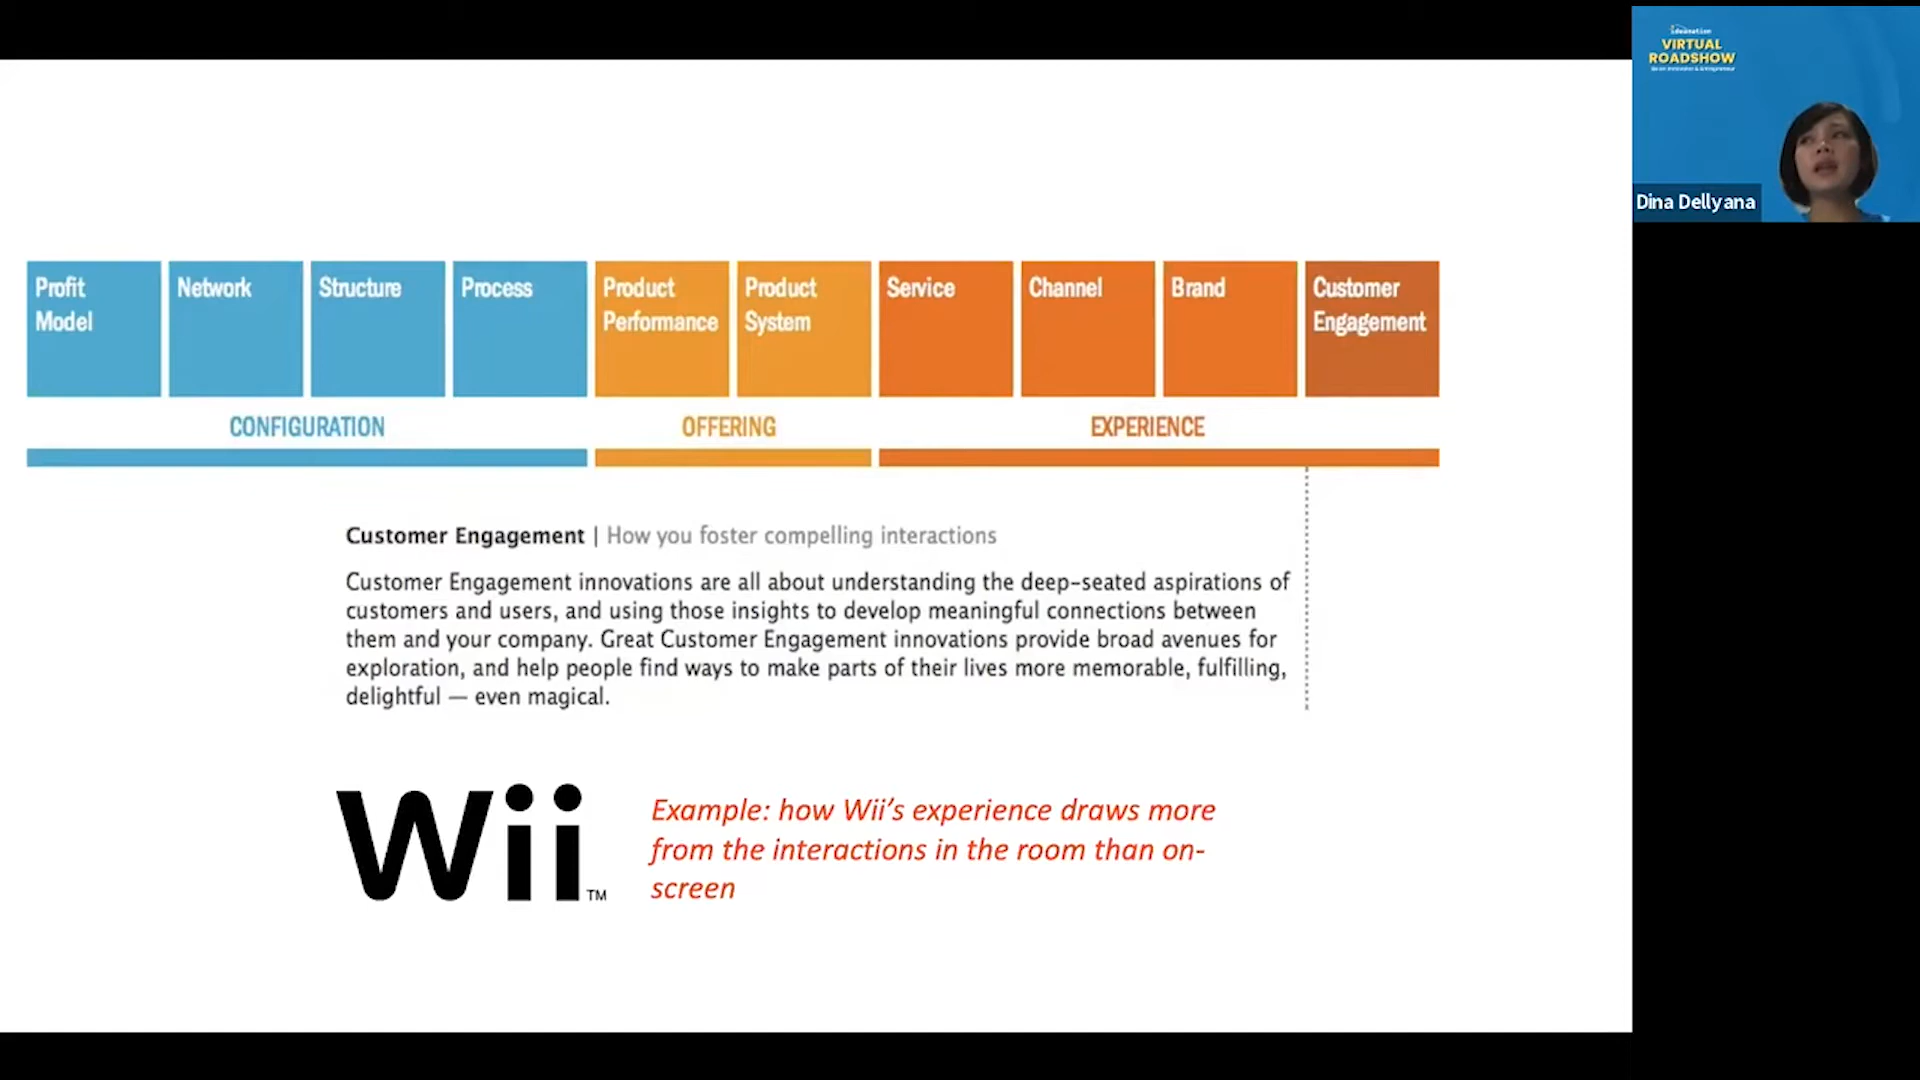 ideanation
VIRTUAL
ROADSHOW
Dina Dellyana
Profit
Model
Network
Structure
Process
Product
Performance
Product
System
Service
Channel
Brand
Customer
Engagement
CONFIGURATION
OFFERING
EXPERIENCE
Customer Engagement | How you foster compelling interactions
Customer Engagement innovations are all about understanding the deep-seated aspirations of
customers and users, and using those insights to develop meaningful connections between
them and your company. Great Customer Engagement innovations provide broad avenues for
exploration, and help people find ways to make parts of their lives more memorable, fulfilling,
delightful — even magical.
Wii™
Example: how Wii’s experience draws more
from the interactions in the room than on-
screen